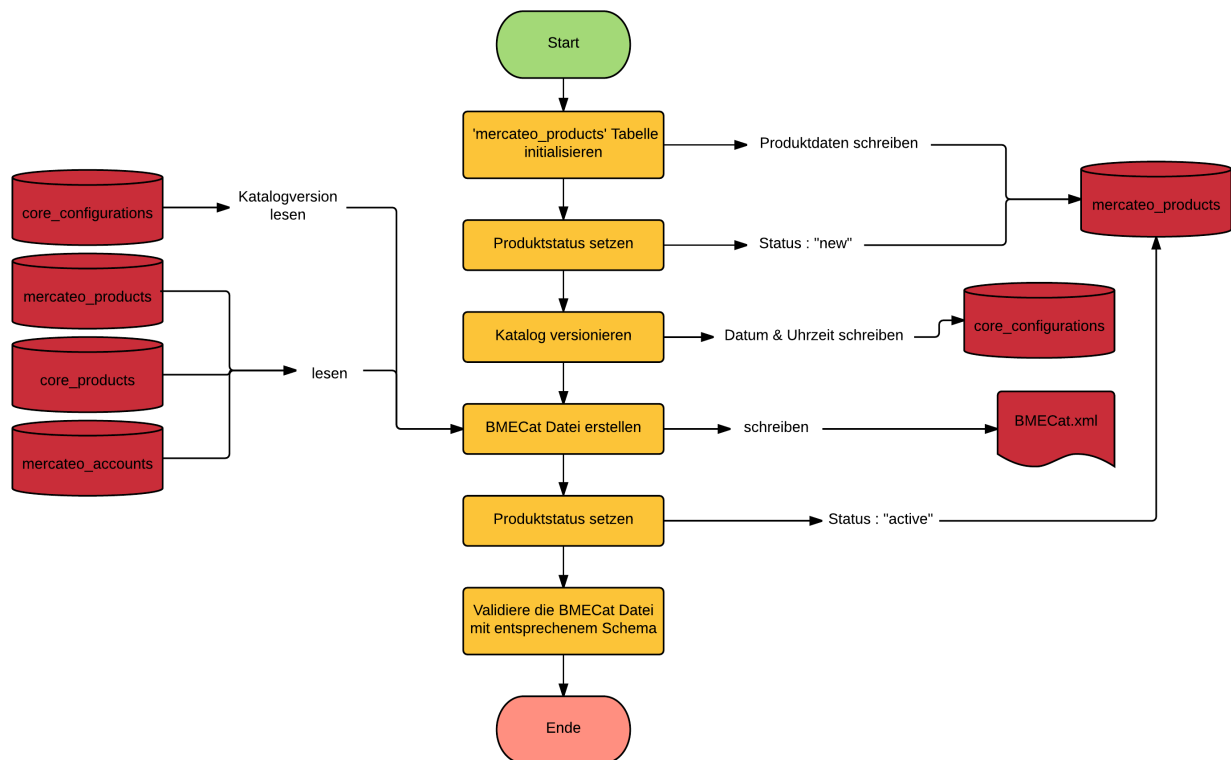 Start
'mercateo_products' Tabelle
initialisieren
Produktdaten schreiben
mercateo_products
core_configurations
Katalogversion
lesen
Produktstatus setzen
Status : "new"
mercateo_products
Katalog versionieren
Datum & Uhrzeit schreiben
core_configurations
core_products
lesen
BMECat Datei erstellen
schreiben
BMECat.xml
mercateo_accounts
Produktstatus setzen
Status : "active"
Validiere die BMECat Datei
mit entsprechenem Schema
Ende